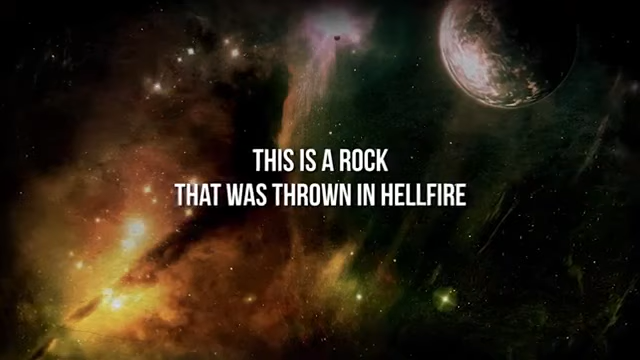 THIS IS A ROCK
THAT WAS THROWN IN HELLFIRE